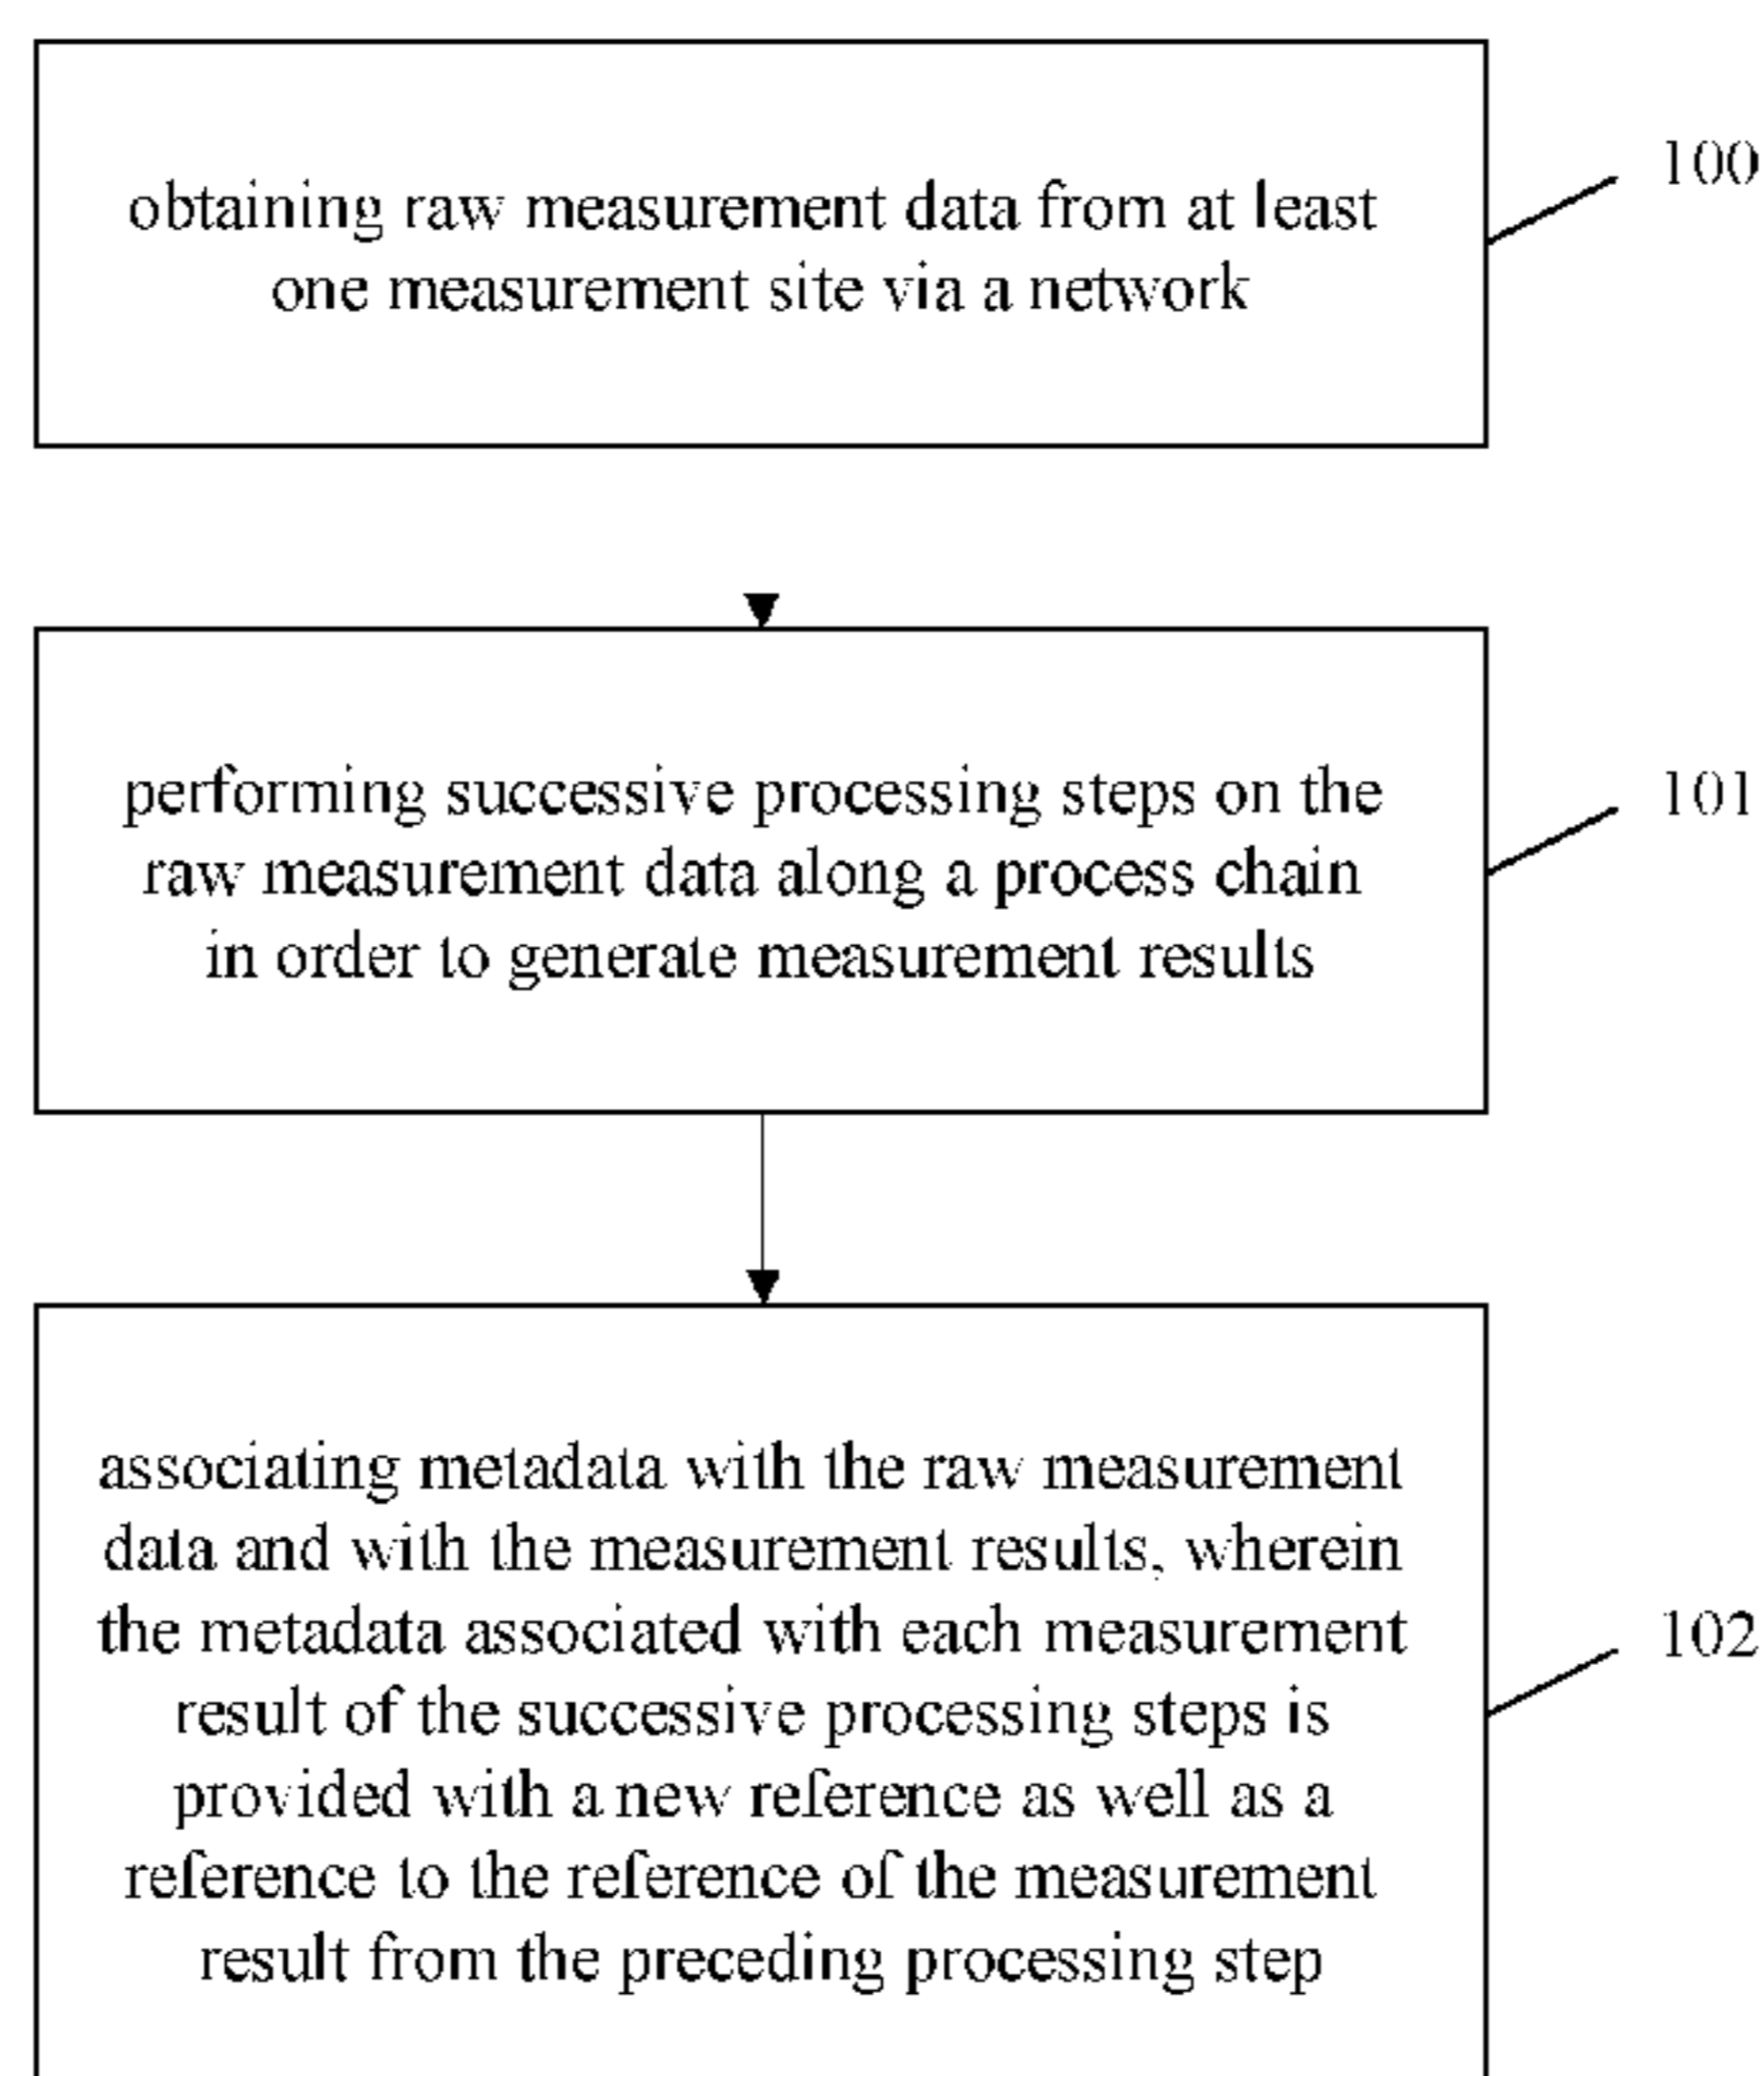 obtaining raw measurement data from at least
one measurement site via a network
100
performing successive processing steps on the
raw measurement data along a process chain
in order to generate measurement results
101
associating metadata with the raw measurement
data and with the measurement results, wherein
the metadata associated with each measurement
result of the successive processing steps is
provided with a new reference as well as a
reference to the reference of the measurement
result from the preceding processing step
102